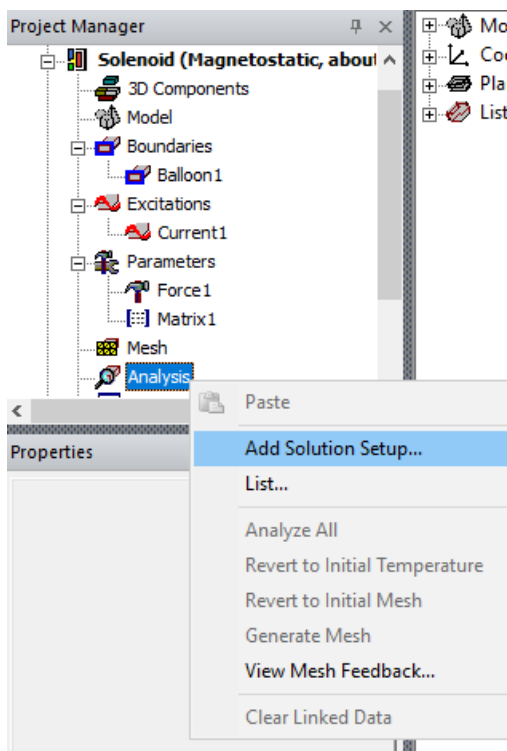 Project Manager
Solenoid (Magnetostatic, about
3D Components
Model
Boundaries
Balloon1
Excitations
Current1
Parameters
Force1
Matrix1
Mesh
Analysis
Mo
Coo
Pla
List
Properties
Paste
Add Solution Setup...
List...
Analyze All
Revert to Initial Temperature
Revert to Initial Mesh
Generate Mesh
View Mesh Feedback...
Clear Linked Data